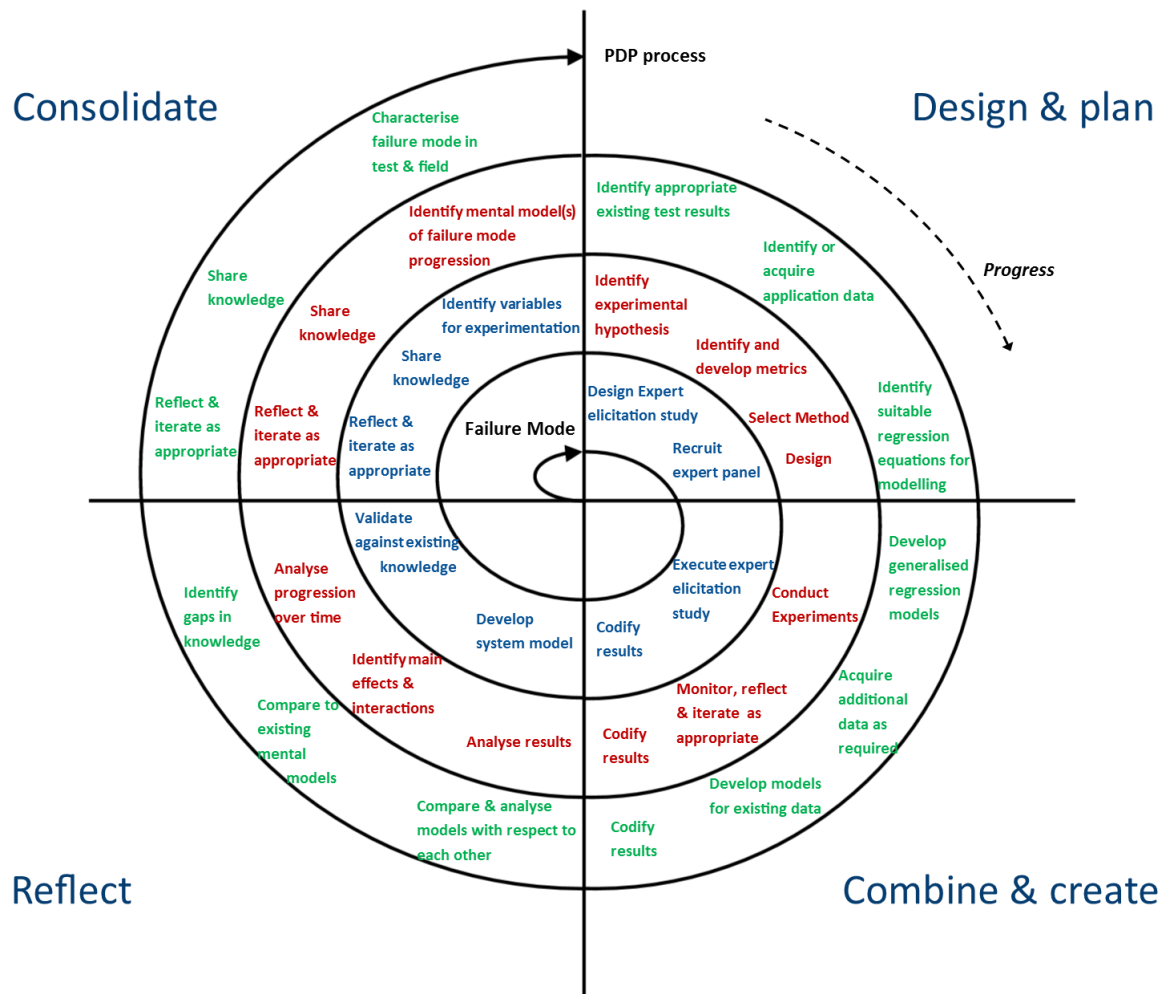 PDP process
Consolidate
Design & plan
Characterise
failure mode in
test & field
Identify appropriate
existing test results
Identify mental model(s)
of failure mode
progression
Identify or
acquire
application data
Progress
Share
knowledge
Share
knowledge
Identify variables
for experimentation
Identify
experimental
hypothesis
Identify and
develop metrics
Share
knowledge
Design Expert
elicitation study
Identify
suitable
regression
equations for
modelling
Reflect &
iterate as
appropriate
Reflect &
iterate as
appropriate
Reflect &
iterate as
appropriate
Failure Mode
Select Method
Recruit
expert panel
Design
Validate
against existing
knowledge
Execute expert
elicitation
study
Develop
generalised
regression
models
Analyse
progression
over time
Identify
gaps in
knowledge
Conduct
Experiments
Develop
system model
Codify
results
Identify main
effects &
interactions
Monitor, reflect
& iterate as
appropriate
Acquire
additional
data as
required
Compare to
existing
mental
models
Analyse results
Codify
results
Develop models
for existing data
Compare & analyse
models with respect to
each other
Codify
results
Reflect
Combine & create